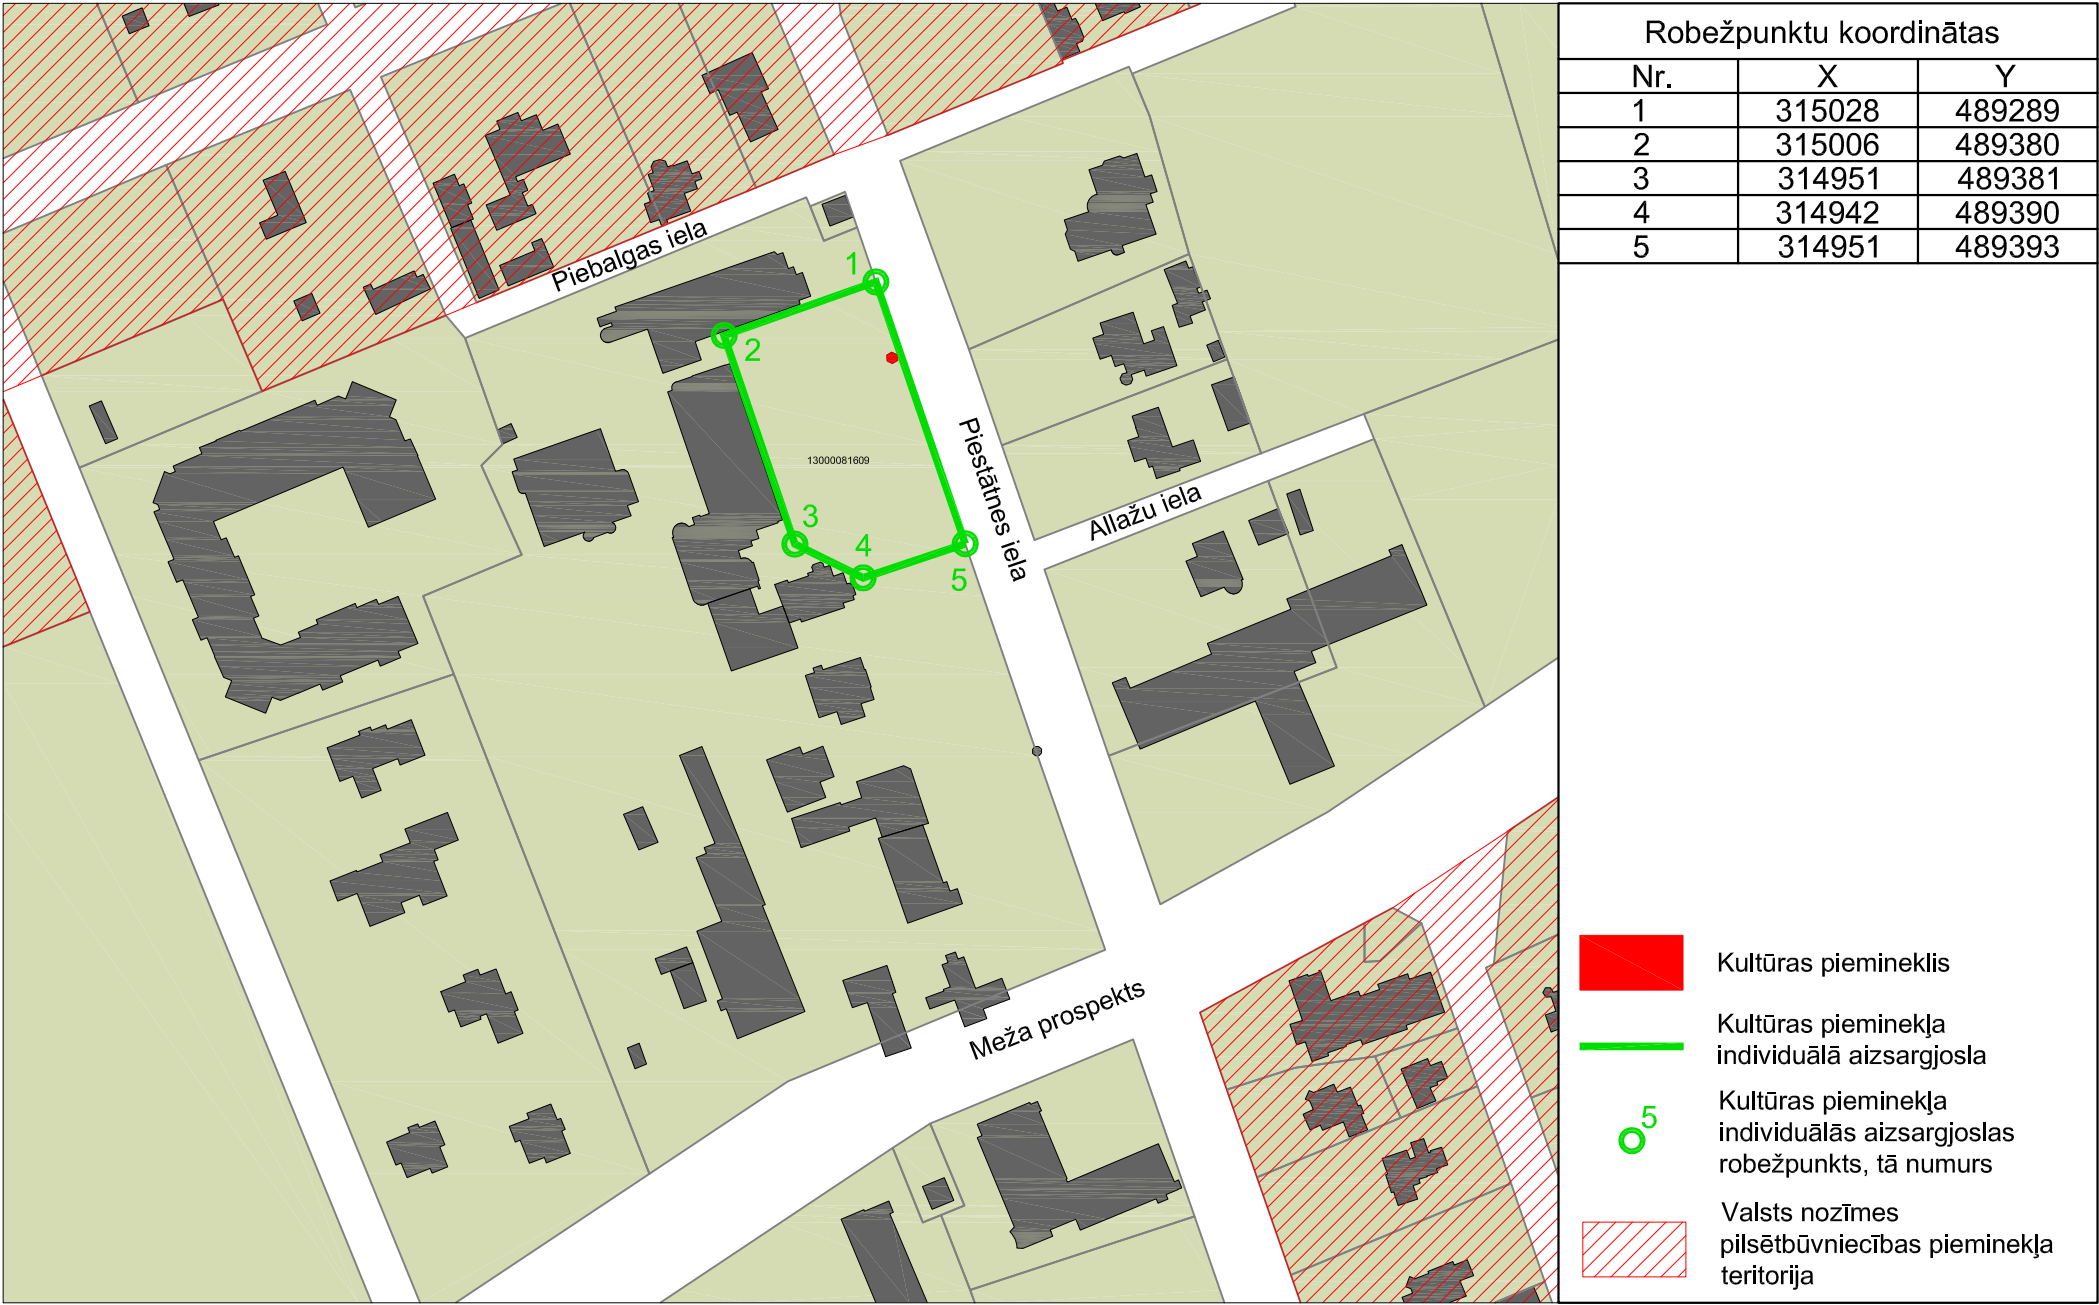 Robežpunktu koordinātas
Nr. X Y
1 315028 489289
2 315006 489380
3 314951 489381
4 314942 489390
5 314951 489393
Piebalgas iela
1
2
13000081609
3
4
5
Piestātnes iela
Allažu iela
Meža prospekts
Kultūras piemineklis
Kultūras pieminekļa
individuālā aizsargjosla
5
Kultūras pieminekļa
individuālās aizsargjoslas
robežpunkts, tā numurs
Valsts nozīmes
pilsētbūvniecības pieminekļa
teritorija